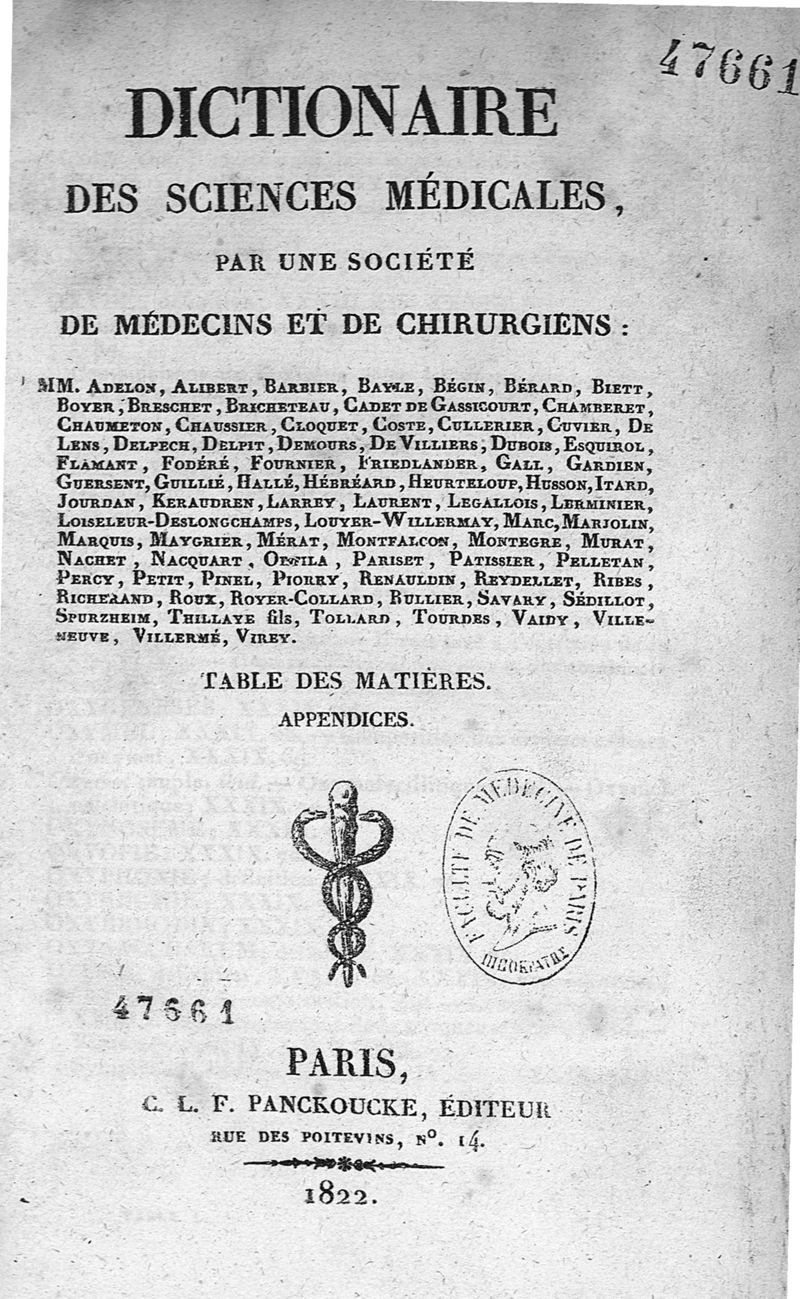 47661
DICTIONAIRE
DES SCIENCES MÉDICALES,
PAR UNE SOCIÉTÉ
DE MÉDECINS ET DE CHIRURGIENS :
MM. ADELON, ALIBERT, BARBIER, BAYLE, BÉGIN, BÉRARD, BIETT,
BOYER, BRESCHET, BRICHETEAU, CADET DE GASSICOURT, CHAMBERET,
CHAUMETON, CHAUSSIER, CLOQUET, COSTE, CULLERIER, CUVIER, DE
LENS, DELPECH, DELPIT, DEMOURS, DE VILLIERS, DUBOIS, ESQUIROL,
FLAMANT, FODÉRÉ, FOURNIER, FRIEDLANDER, GALL, GARDIEN,
GUERSENT, GUILLIÉ, HALLÉ, HÉBRÉARD, HEURTELOUP, HUSSON, ITARD,
JOURDAN, KERAUDREN, LARREY, LAURENT, LEGALLOIS, LERMINIER,
LOISELEUR-DESLONGCHAMPS, LOUYER-WILLERMAY, MARC, MARJOLIN,
MARQUIS, MAYGRIER, MÉRAT, MONTFALCON, MONTEGRE, MURAT,
NACHET, NACQUART, ORFILA, PARISET, PATISSIER, PELLETAN,
PERCY, PETIT, PINEL, PIORRY, RENAULDIN, REYDELLET, RIBES,
RICHERAND, ROUX, ROYER-COLLARD, RULLIER, SAVARY, SÉDILLOT,
SPURZHEIM, THILLAYE fils, TOLLARD, TOURDES, VAIDY, VILLE-
NEUVE, VILLERMÉ, VIREY.
TABLE DES MATIÈRES.
APPENDICES.
FACULTE DE MEDECINE DE PARIS
HIPPOKPATHS
47661
PARIS,
C. L. F. PANCKOUCKE, ÉDITEUR
RUE DES POITEVINS, Nº. 14.
1822.